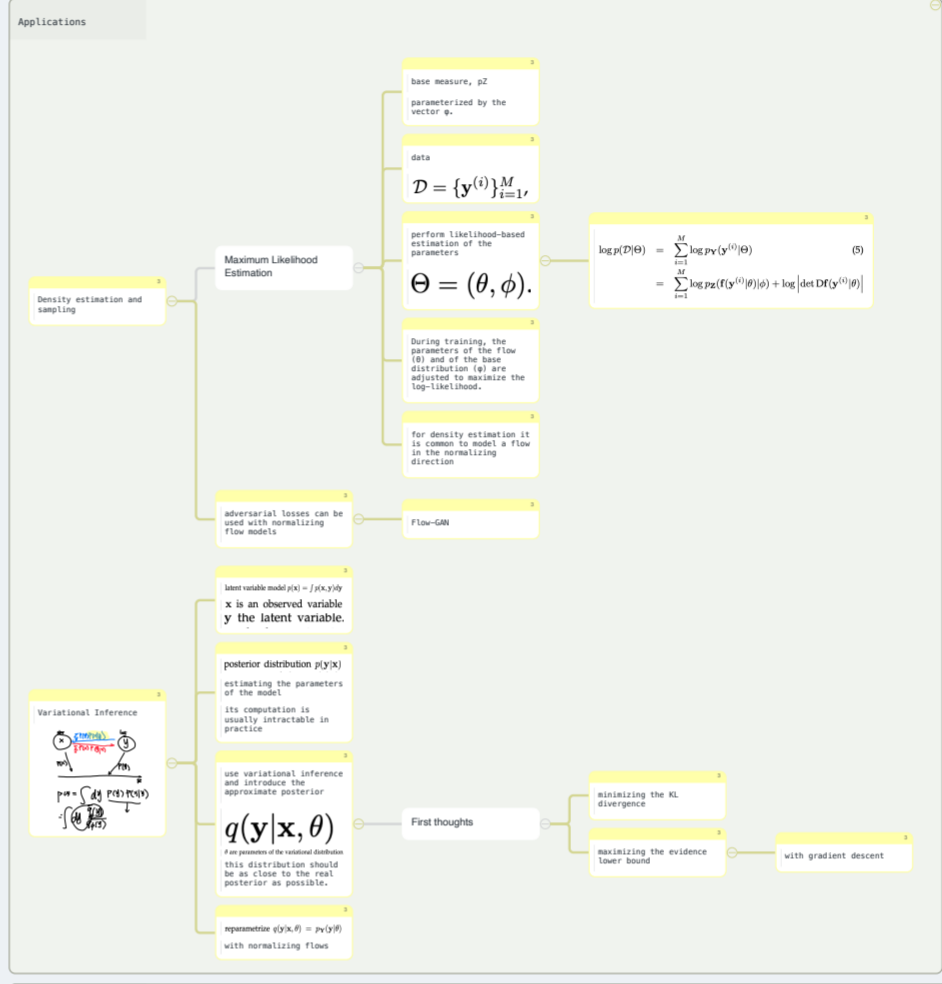 Applications
base measure, pZ
parameterized by the
vector φ.
data
𝒟 = {y⁽ⁱ⁾}ᴹᵢ₌₁,
perform likelihood-based
estimation of the
parameters
Θ = (θ, ϕ).
log p(𝒟|Θ) = ∑ᴹᵢ₌₁ log p_Y(y⁽ⁱ⁾|Θ) (5)
= ∑ᴹᵢ₌₁ log p_Z(f(y⁽ⁱ⁾|θ)|ϕ) + log |det Df(y⁽ⁱ⁾|θ)|
Maximum Likelihood
Estimation
Density estimation and
sampling
During training, the
parameters of the flow
(θ) and of the base
distribution (φ) are
adjusted to maximize the
log-likelihood.
for density estimation it
is common to model a flow
in the normalizing
direction
adversarial losses can be
used with normalizing
flow models
Flow-GAN
latent variable model p(x) = ∫ p(x, y)dy
x is an observed variable
y the latent variable.
posterior distribution p(y|x)
estimating the parameters
of the model
its computation is
usually intractable in
practice
Variational Inference
x
y
use variational inference
and introduce the
approximate posterior
q(y|x, θ)
θ are parameters of the variational distribution
this distribution should
be as close to the real
posterior as possible.
First thoughts
minimizing the KL
divergence
maximizing the evidence
lower bound
with gradient descent
reparametrize q(y|x, θ) = p_Y(y|θ)
with normalizing flows